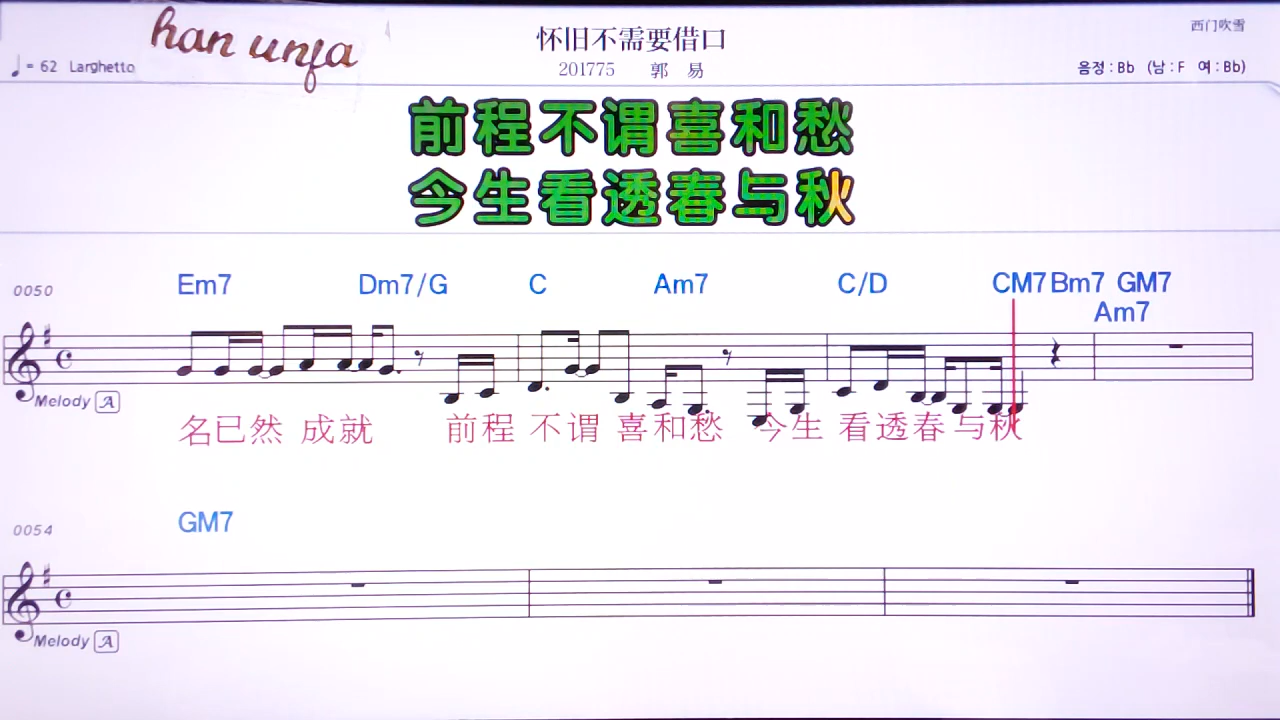 han unfa
怀旧不需要借口
西门吹雪
♩= 62 Larghetto
201775 郭 易
음정 : Bb (남 : F 여 : Bb)
前程不谓喜和愁
今生看透春与秋
0050
Em7 Dm7/G C Am7 C/D CM7 Bm7 GM7
Am7
Melody A
名已然 成就 前程 不谓 喜和愁 今生 看透春与秋
0054
GM7
Melody A